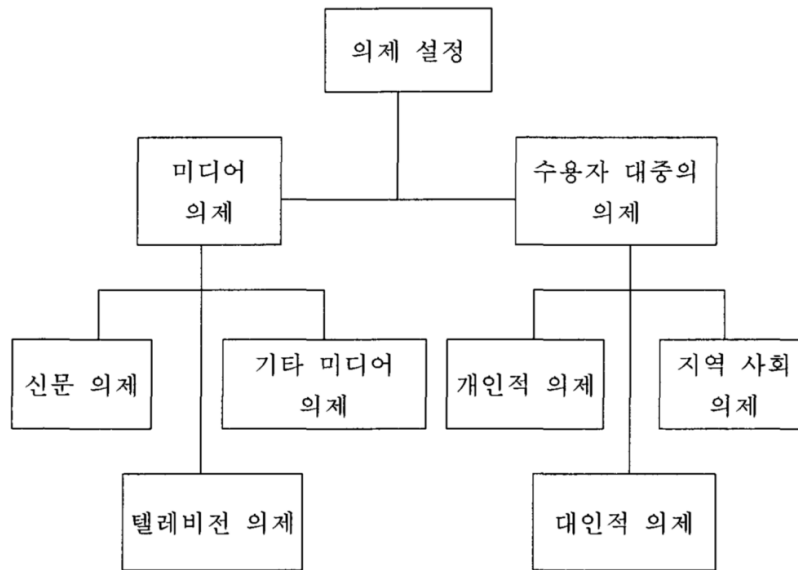 의제 설정
미디어
의제
수용자 대중의
의제
신문 의제
기타 미디어
의제
개인적 의제
지역 사회
의제
텔레비전 의제
대인적 의제